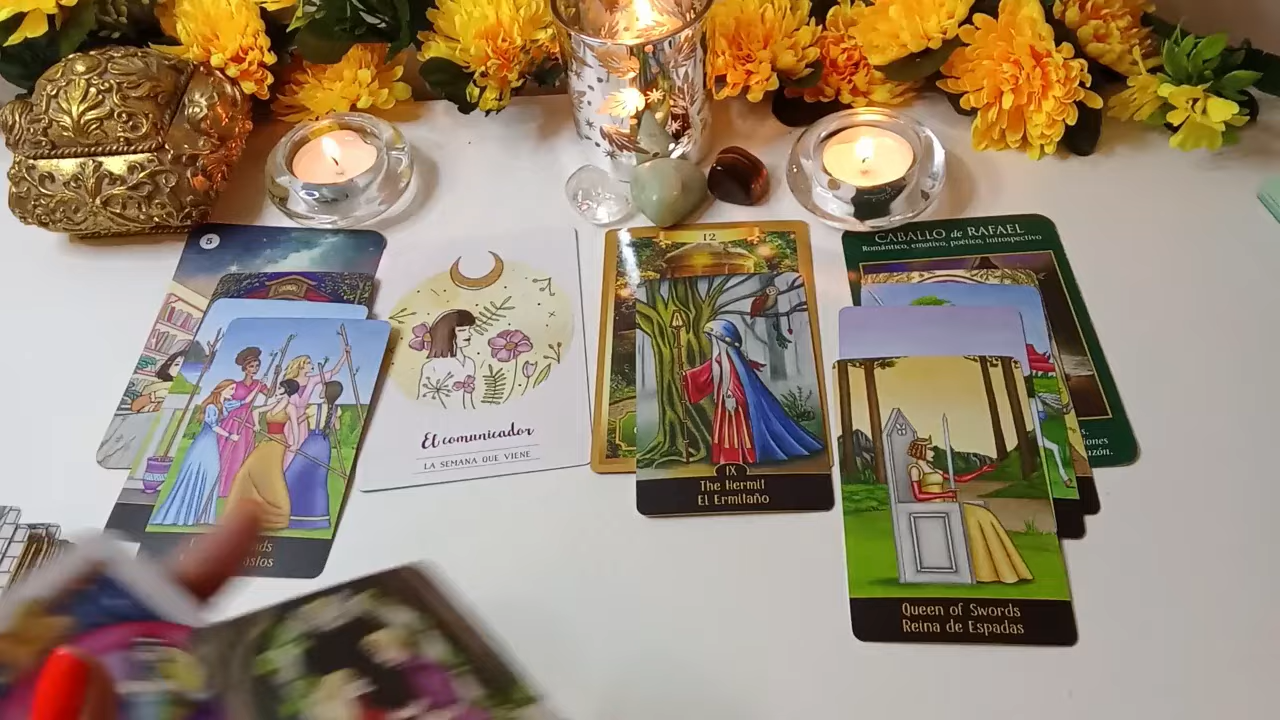 5
El comunicador
LA SEMANA QUE VIENE
12
IX
The Hermit
El Ermitaño
CABALLO de RAFAEL
Romántico, emotivo, poético, introspectivo
Queen of Swords
Reina de Espadas